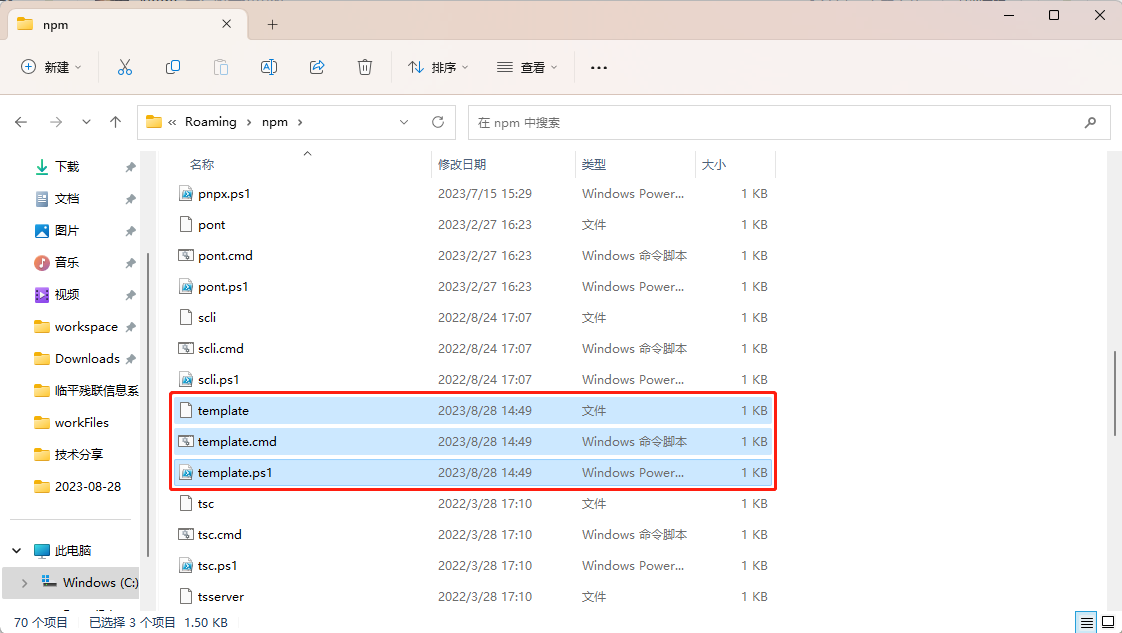 npm
新建
排序
查看
Roaming
npm
在 npm 中搜索
下载
文档
图片
音乐
视频
workspace
Downloads
临平残联信息系
workFiles
技术分享
2023-08-28
此电脑
Windows (C:)
名称 修改日期 类型 大小
pnpx.ps1 2023/7/15 15:29 Windows Power... 1 KB
pont 2023/2/27 16:23 文件 1 KB
pont.cmd 2023/2/27 16:23 Windows 命令脚本 1 KB
pont.ps1 2023/2/27 16:23 Windows Power... 1 KB
scli 2022/8/24 17:07 文件 1 KB
scli.cmd 2022/8/24 17:07 Windows 命令脚本 1 KB
scli.ps1 2022/8/24 17:07 Windows Power... 1 KB
template 2023/8/28 14:49 文件 1 KB
template.cmd 2023/8/28 14:49 Windows 命令脚本 1 KB
template.ps1 2023/8/28 14:49 Windows Power... 1 KB
tsc 2022/3/28 17:10 文件 1 KB
tsc.cmd 2022/3/28 17:10 Windows 命令脚本 1 KB
tsc.ps1 2022/3/28 17:10 Windows Power... 1 KB
tsserver 2022/3/28 17:10 文件 1 KB
70 个项目 已选择 3 个项目 1.50 KB